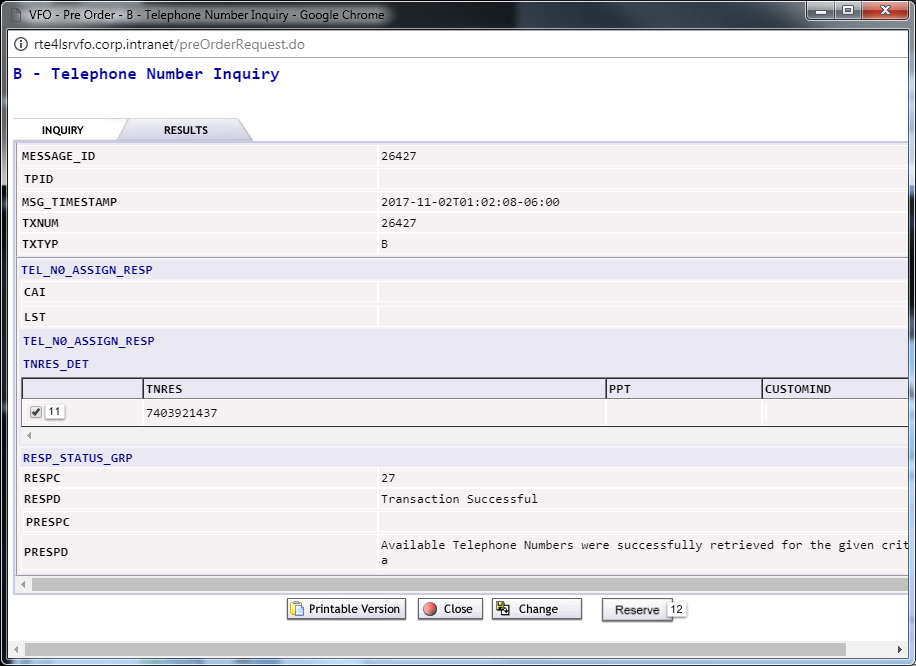 VFO - Pre Order - B - Telephone Number Inquiry - Google Chrome
rte4lsrvfo.corp.intranet/preOrderRequest.do
B - Telephone Number Inquiry
INQUIRY RESULTS
MESSAGE_ID 26427
TPID
MSG_TIMESTAMP 2017-11-02T01:02:08-06:00
TXNUM 26427
TXTYP B
TEL_NO_ASSIGN_RESP
CAI
LST
TEL_NO_ASSIGN_RESP
TNRES_DET
TNRES PPT CUSTOMIND
11 7403921437
RESP_STATUS_GRP
RESPC 27
RESPD Transaction Successful
PRESPC
PRESPD Available Telephone Numbers were successfully retrieved for the given crit
a
Printable Version Close Change Reserve 12